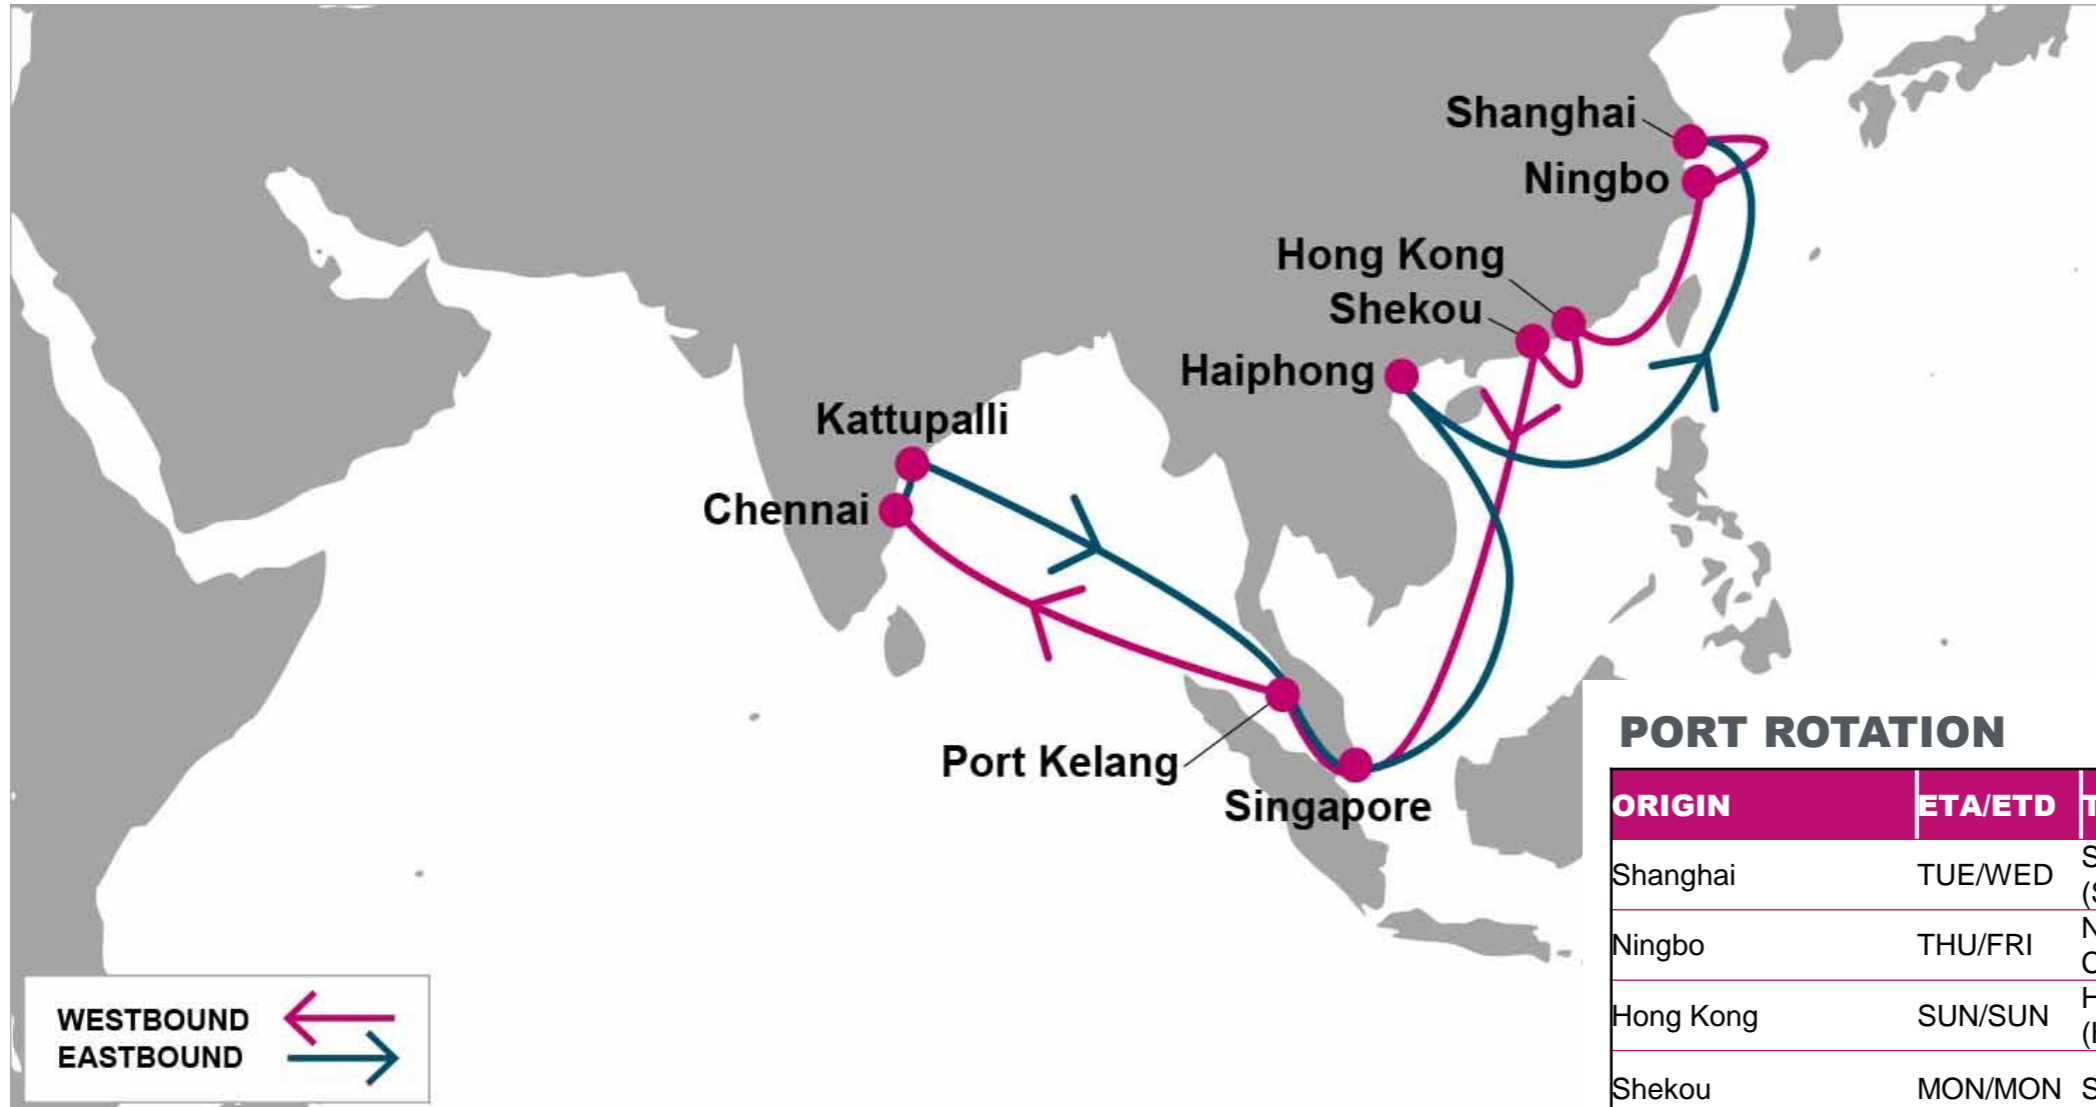 Shanghai
Ningbo
Hong Kong
Shekou
Haiphong
Kattupalli
Chennai
Port Kelang
Singapore
WESTBOUND
EASTBOUND
PORT ROTATION
ORIGIN ETA/ETD
Shanghai TUE/WED
Ningbo THU/FRI
Hong Kong SUN/SUN
Shekou MON/MON